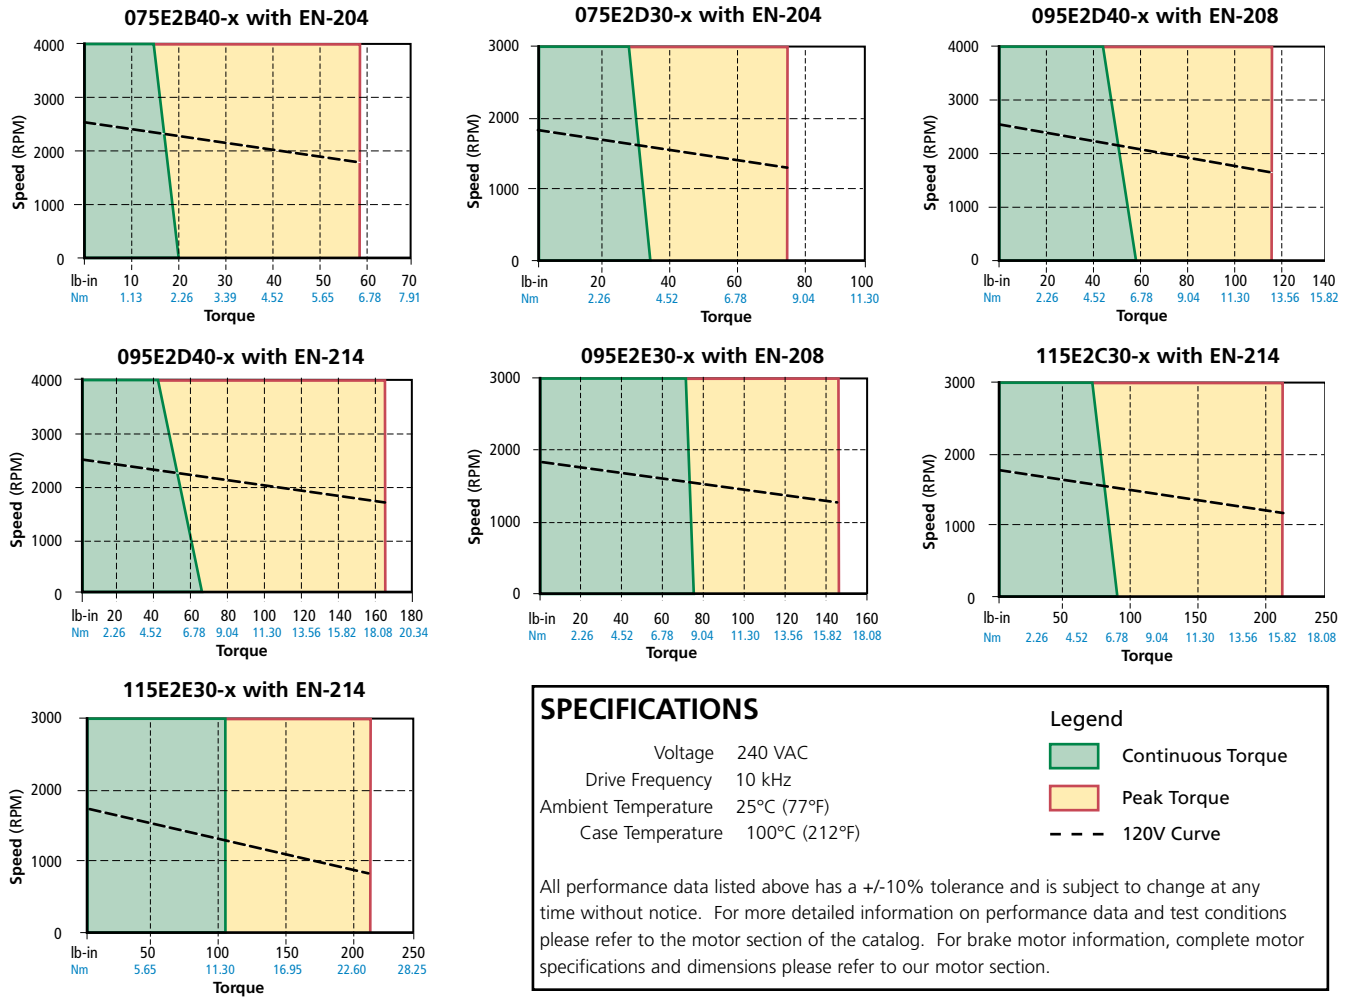 075E2B40-x with EN-204
4000
3000
2000
1000
0
Speed (RPM)
lb-in 10 20 30 40 50 60 70
Nm 1.13 2.26 3.39 4.52 5.65 6.78 7.91
Torque
075E2D30-x with EN-204
3000
2000
1000
0
Speed (RPM)
lb-in 20 40 60 80 100
Nm 2.26 4.52 6.78 9.04 11.30
Torque
095E2D40-x with EN-208
4000
3000
2000
1000
0
Speed (RPM)
lb-in 20 40 60 80 100 120 140
Nm 2.26 4.52 6.78 9.04 11.30 13.56 15.82
Torque
095E2D40-x with EN-214
4000
3000
2000
1000
0
Speed (RPM)
lb-in 20 40 60 80 100 120 140 160 180
Nm 2.26 4.52 6.78 9.04 11.30 13.56 15.82 18.08 20.34
Torque
095E2E30-x with EN-208
3000
2000
1000
0
Speed (RPM)
lb-in 20 40 60 80 100 120 140 160
Nm 2.26 4.52 6.78 9.04 11.30 13.56 15.82 18.08
Torque
115E2C30-x with EN-214
3000
2000
1000
0
Speed (RPM)
lb-in 50 100 150 200 250
Nm 2.26 4.52 6.78 9.04 11.30 13.56 15.82 18.08
Torque
115E2E30-x with EN-214
3000
2000
1000
0
Speed (RPM)
lb-in 50 100 150 200 250
Nm 5.65 11.30 16.95 22.60 28.25
Torque
SPECIFICATIONS
Voltage 240 VAC
Drive Frequency 10 kHz
Ambient Temperature 25°C (77°F)
Case Temperature 100°C (212°F)
Legend
Continuous Torque
Peak Torque
120V Curve
All performance data listed above has a +/-10% tolerance and is subject to change at any
time without notice. For more detailed information on performance data and test conditions
please refer to the motor section of the catalog. For brake motor information, complete motor
specifications and dimensions please refer to our motor section.